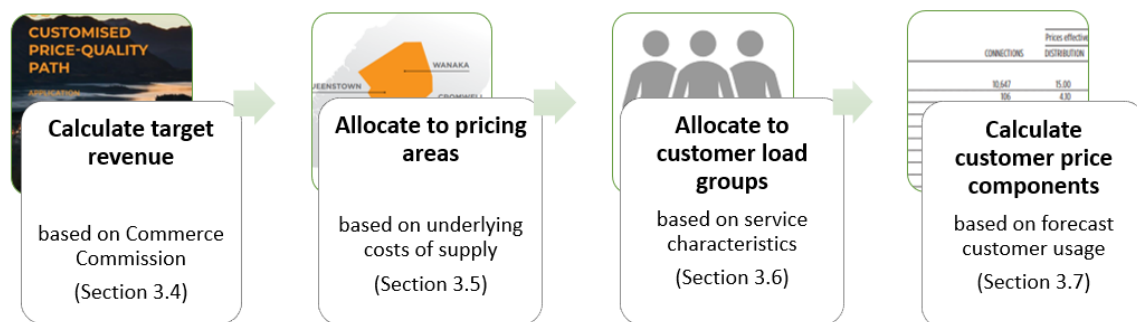 CUSTOMISED
PRICE-QUALITY
PATH
APPLICATION
Calculate target
revenue
based on Commerce
Commission
(Section 3.4)
WANAKA
CROMWELL
Allocate to pricing
areas
based on underlying
costs of supply
(Section 3.5)
Allocate to
customer load
groups
based on service
characteristics
(Section 3.6)
Prices effective
CONNECTIONS DISTRIBUTION
10,647 15.00
106 4.10
Calculate
customer price
components
based on forecast
customer usage
(Section 3.7)